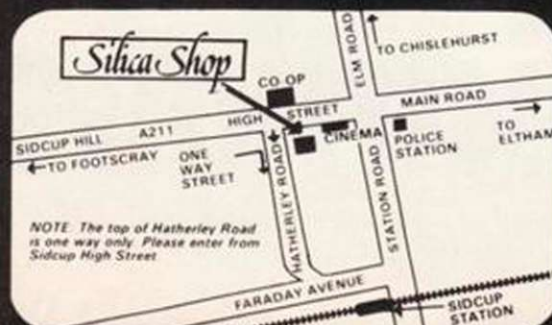 Silica Shop
ELM ROAD
TO CHISLEHURST
CO OP
HIGH STREET
MAIN ROAD
SIDCUP HILL A211
CINEMA
POLICE
STATION
TO
ELTHAM
TO FOOTSCRAY
ONE
WAY
STREET
HATHERLEY ROAD
STATION ROAD
NOTE: The top of Hatherley Road
is one way only. Please enter from
Sidcup High Street
FARADAY AVENUE
SIDCUP
STATION